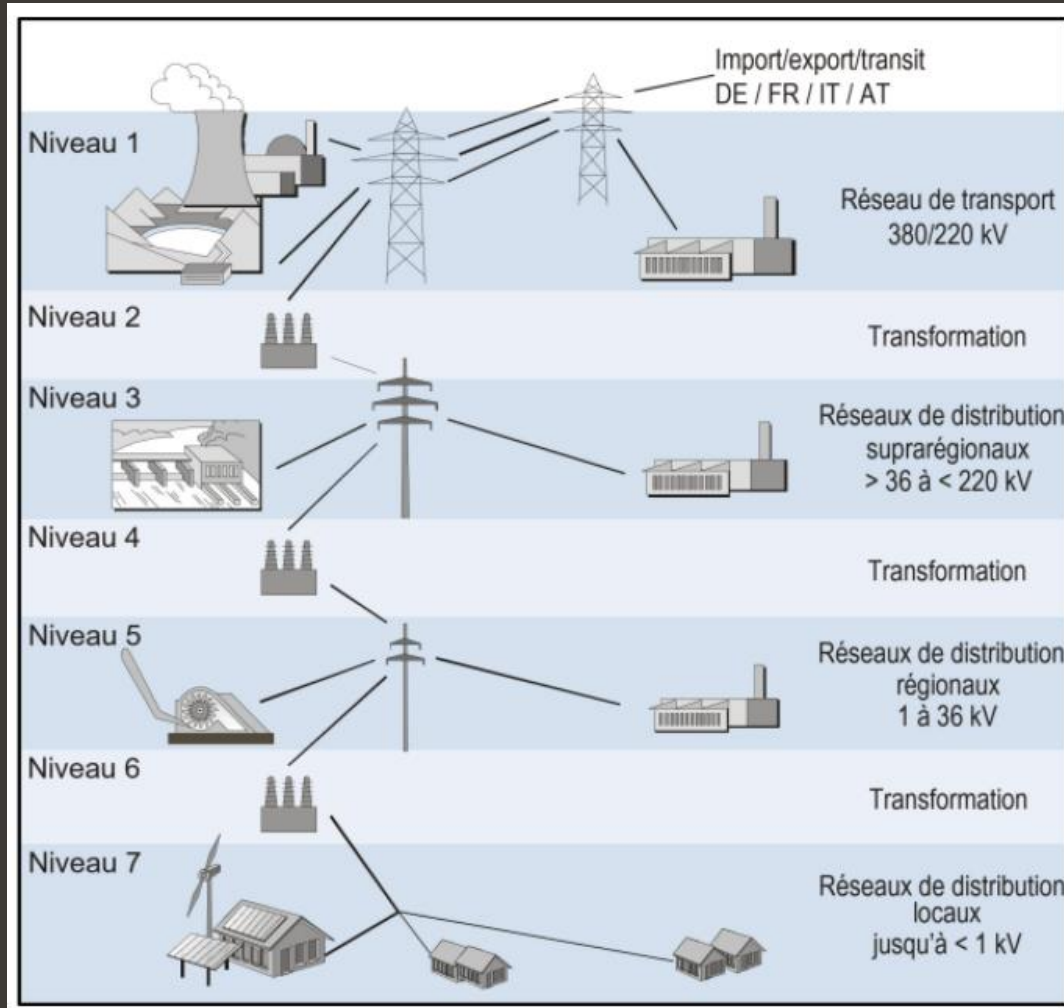 Import/export/transit
DE / FR / IT / AT
Niveau 1
Réseau de transport
380/220 kV
Niveau 2
Transformation
Niveau 3
Réseaux de distribution
suprarégionaux
> 36 à < 220 kV
Niveau 4
Transformation
Niveau 5
Réseaux de distribution
régionaux
1 à 36 kV
Niveau 6
Transformation
Niveau 7
Réseaux de distribution
locaux
jusqu'à < 1 kV